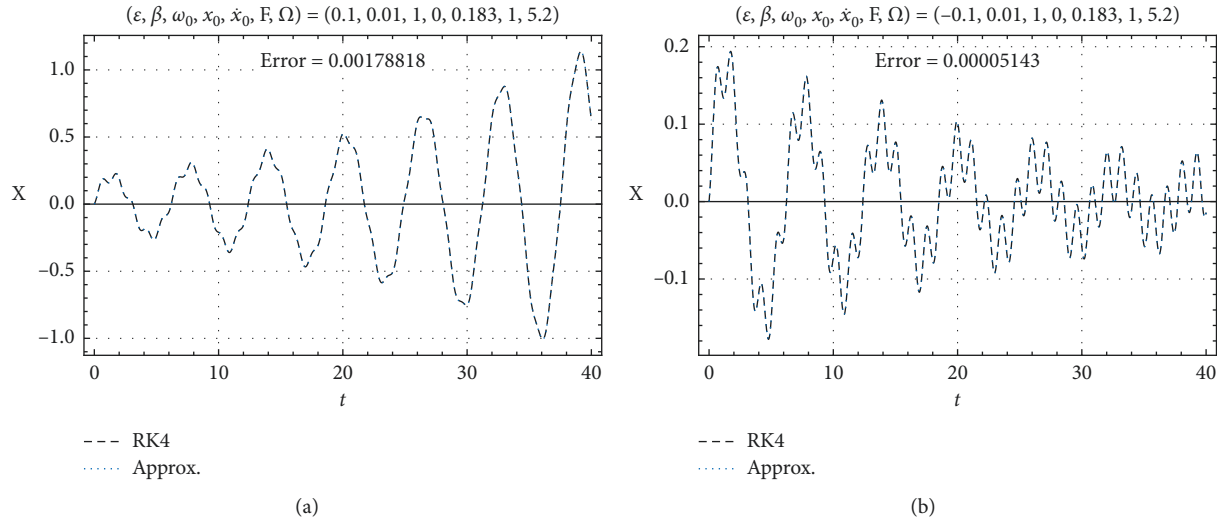 (ε, β, ω₀, x₀, ẋ₀, F, Ω) = (0.1, 0.01, 1, 0, 0.183, 1, 5.2)
Error = 0.00178818
1.0
0.5
0.0
−0.5
−1.0
X
0
10
20
30
40
t
RK4
Approx.
(a)
(ε, β, ω₀, x₀, ẋ₀, F, Ω) = (−0.1, 0.01, 1, 0, 0.183, 1, 5.2)
Error = 0.00005143
0.2
0.1
0.0
−0.1
X
0
10
20
30
40
t
RK4
Approx.
(b)